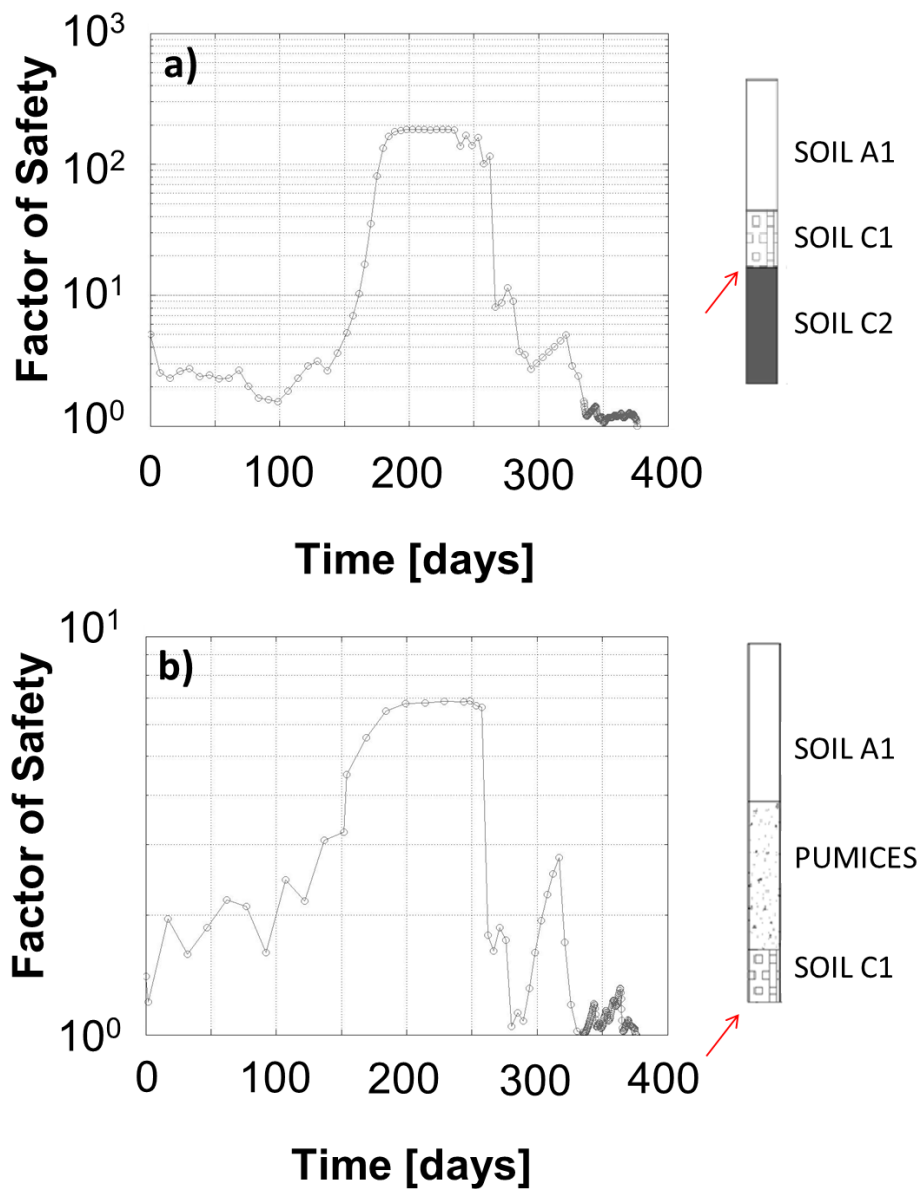 a)
10³
10²
10¹
10⁰
Factor of Safety
0 100 200 300 400
Time [days]
SOIL A1
SOIL C1
SOIL C2
b)
10¹
10⁰
Factor of Safety
0 100 200 300 400
Time [days]
SOIL A1
PUMICES
SOIL C1